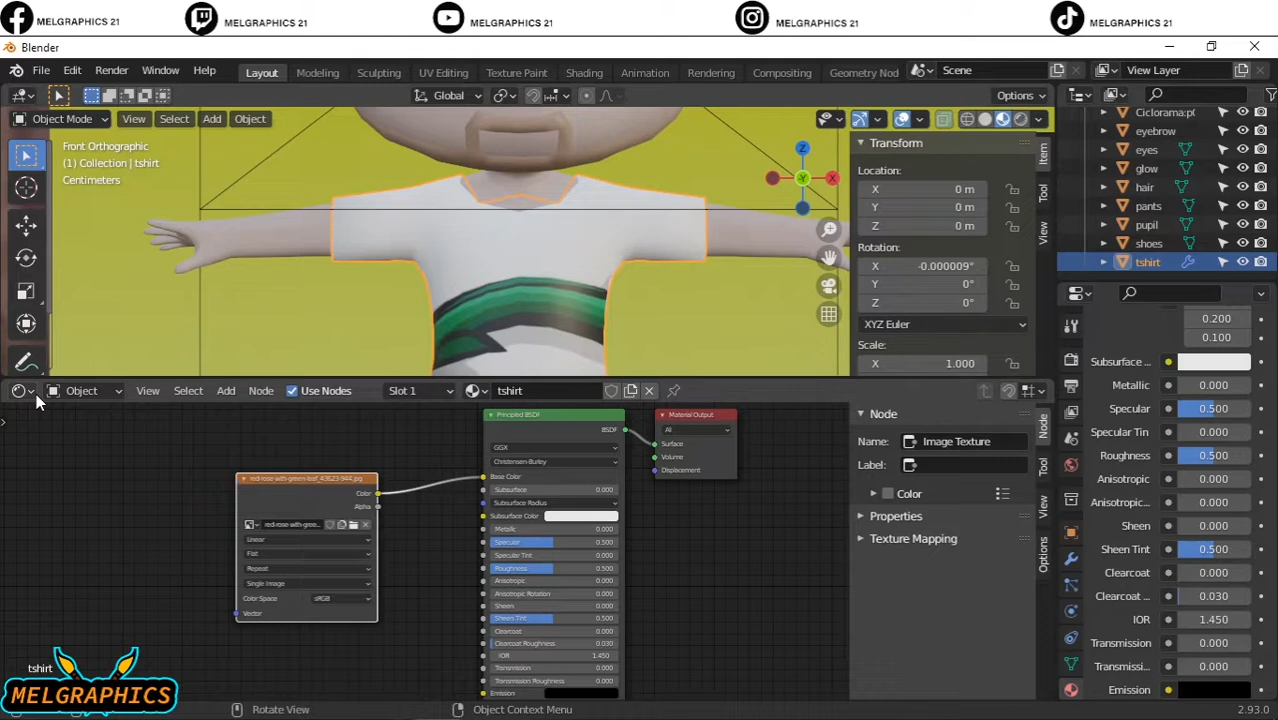 MELGRAPHICS 21 MELGRAPHICS 21 MELGRAPHICS 21 MELGRAPHICS 21 MELGRAPHICS 21
Blender
File Edit Render Window Help Layout Modeling Sculpting UV Editing Texture Paint Shading Animation Rendering Compositing Geometry Nod Scene View Layer
Global Options
Object Mode View Select Add Object
Front Orthographic
(1) Collection | tshirt
Centimeters
Z
X
Y
Transform
Location:
X 0 m
Y 0 m
Z 0 m
Rotation:
X -0.000009°
Y 0°
Z 0°
XYZ Euler
Scale:
X 1.000
Item
Tool
View
Ciclorama:pt
eyebrow
eyes
glow
hair
pants
pupil
shoes
tshirt
0.200
0.100
Subsurface ..
Metallic 0.000
Specular 0.500
Specular Tin 0.000
Roughness 0.500
Anisotropic 0.000
Anisotropic... 0.000
Sheen 0.000
Sheen Tint 0.500
Clearcoat 0.000
Clearcoat .. 0.030
IOR 1.450
Transmission 0.000
Transmissi... 0.000
Emission
Object View Select Add Node Use Nodes Slot 1 tshirt
red-rose-with-green-leaf_43623-944.jpg
Color
Alpha
red-rose-with-gree...
Linear
Flat
Repeat
Single Image
Color Space sRGB
Vector
Principled BSDF
BSDF
GGX
Christensen-Burley
Base Color
Subsurface 0.000
Subsurface Radius
Subsurface Color
Metallic 0.000
Specular 0.500
Specular Tint 0.000
Roughness 0.500
Anisotropic 0.000
Anisotropic Rotation 0.000
Sheen 0.000
Sheen Tint 0.500
Clearcoat 0.000
Clearcoat Roughness 0.030
IOR 1.450
Transmission 0.000
Transmission Roughness 0.000
Emission
Material Output
All
Surface
Volume
Displacement
Node
Name: Image Texture
Label:
Color
Properties
Texture Mapping
Node
Tool
View
Options
tshirt
MELGRAPHICS
Rotate View Object Context Menu 2.93.0